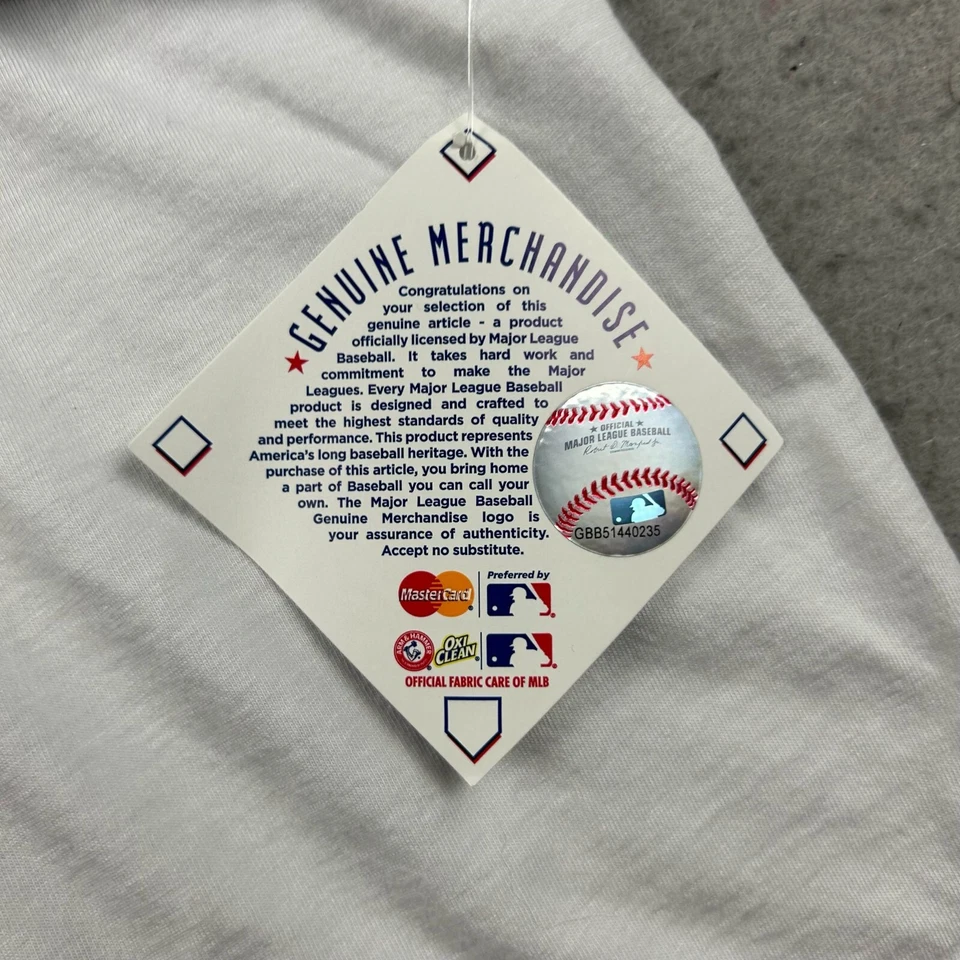 GENUINE MERCHANDISE
Congratulations on
your selection of this
genuine article - a product
officially licensed by Major League
Baseball. It takes hard work and
commitment to make the Major
Leagues. Every Major League Baseball
product is designed and crafted to
meet the highest standards of quality
and performance. This product represents
America's long baseball heritage. With the
purchase of this article, you bring home
a part of Baseball you can call your
own. The Major League Baseball
Genuine Merchandise logo is
your assurance of authenticity.
Accept no substitute.
OFFICIAL
MAJOR LEAGUE BASEBALL
GBB51440235
MasterCard
Preferred by
ARM & HAMMER
OXI
CLEAN
OFFICIAL FABRIC CARE OF MLB